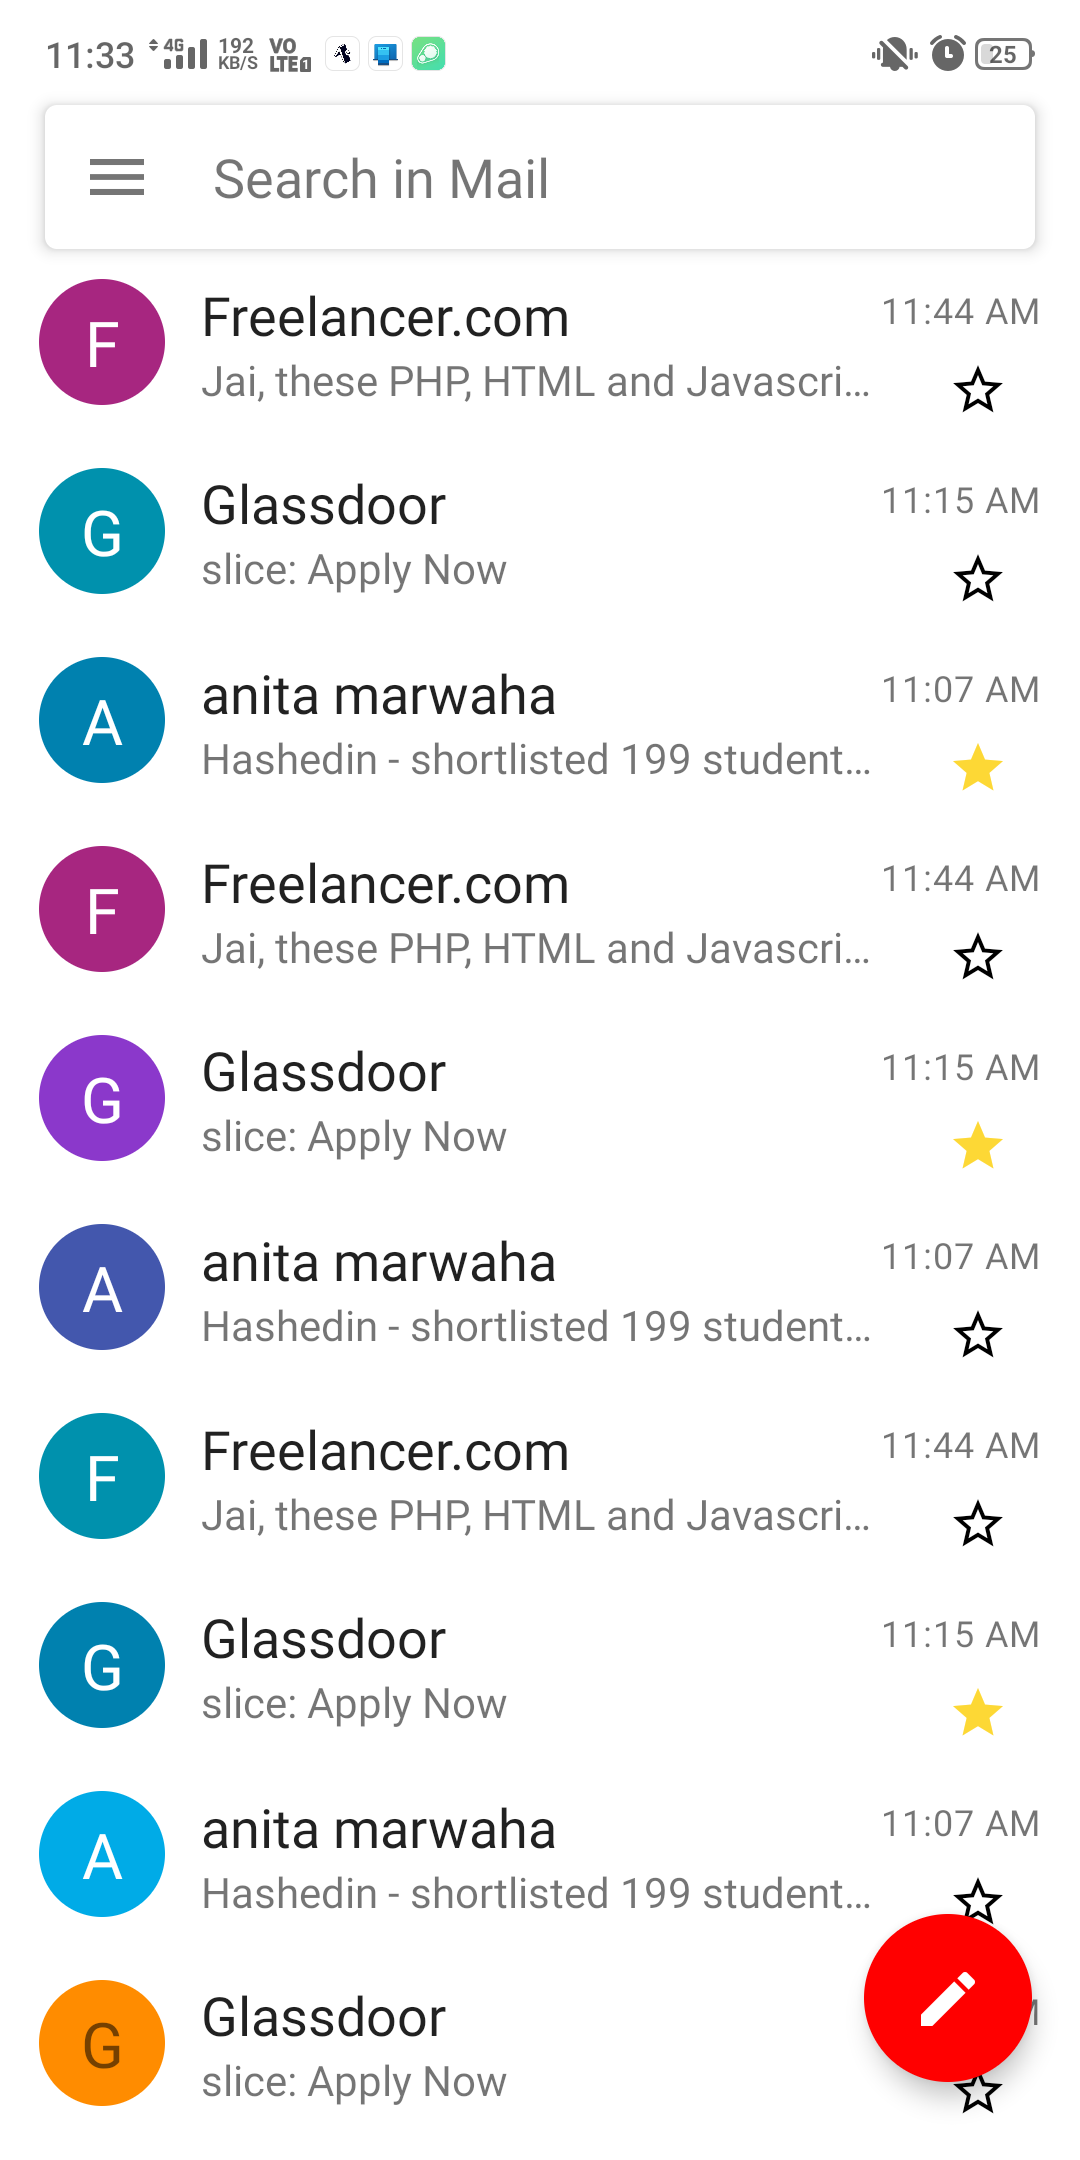 11:33 4G 192 KB/S VO LTE 1 25
Search in Mail
F Freelancer.com 11:44 AM
Jai, these PHP, HTML and Javascri...
G Glassdoor 11:15 AM
slice: Apply Now
A anita marwaha 11:07 AM
Hashedin - shortlisted 199 student...
F Freelancer.com 11:44 AM
Jai, these PHP, HTML and Javascri...
G Glassdoor 11:15 AM
slice: Apply Now
A anita marwaha 11:07 AM
Hashedin - shortlisted 199 student...
F Freelancer.com 11:44 AM
Jai, these PHP, HTML and Javascri...
G Glassdoor 11:15 AM
slice: Apply Now
A anita marwaha 11:07 AM
Hashedin - shortlisted 199 student...
G Glassdoor
slice: Apply Now